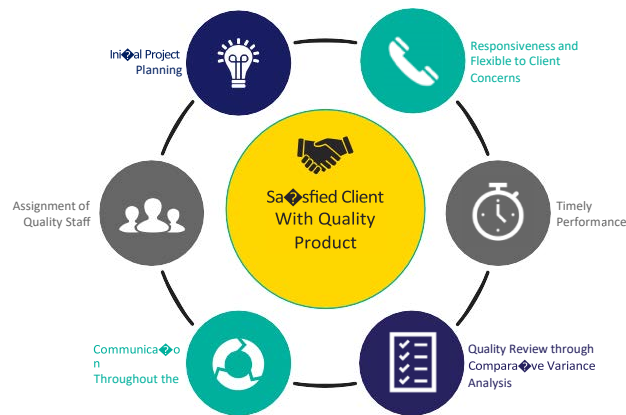 Ini�al Project
Planning
Responsiveness and
Flexible to Client
Concerns
Assignment of
Quality Staff
Sa�sfied Client
With Quality
Product
Timely
Performance
Communica�o
n
Throughout the
Quality Review through
Compara�ve Variance
Analysis